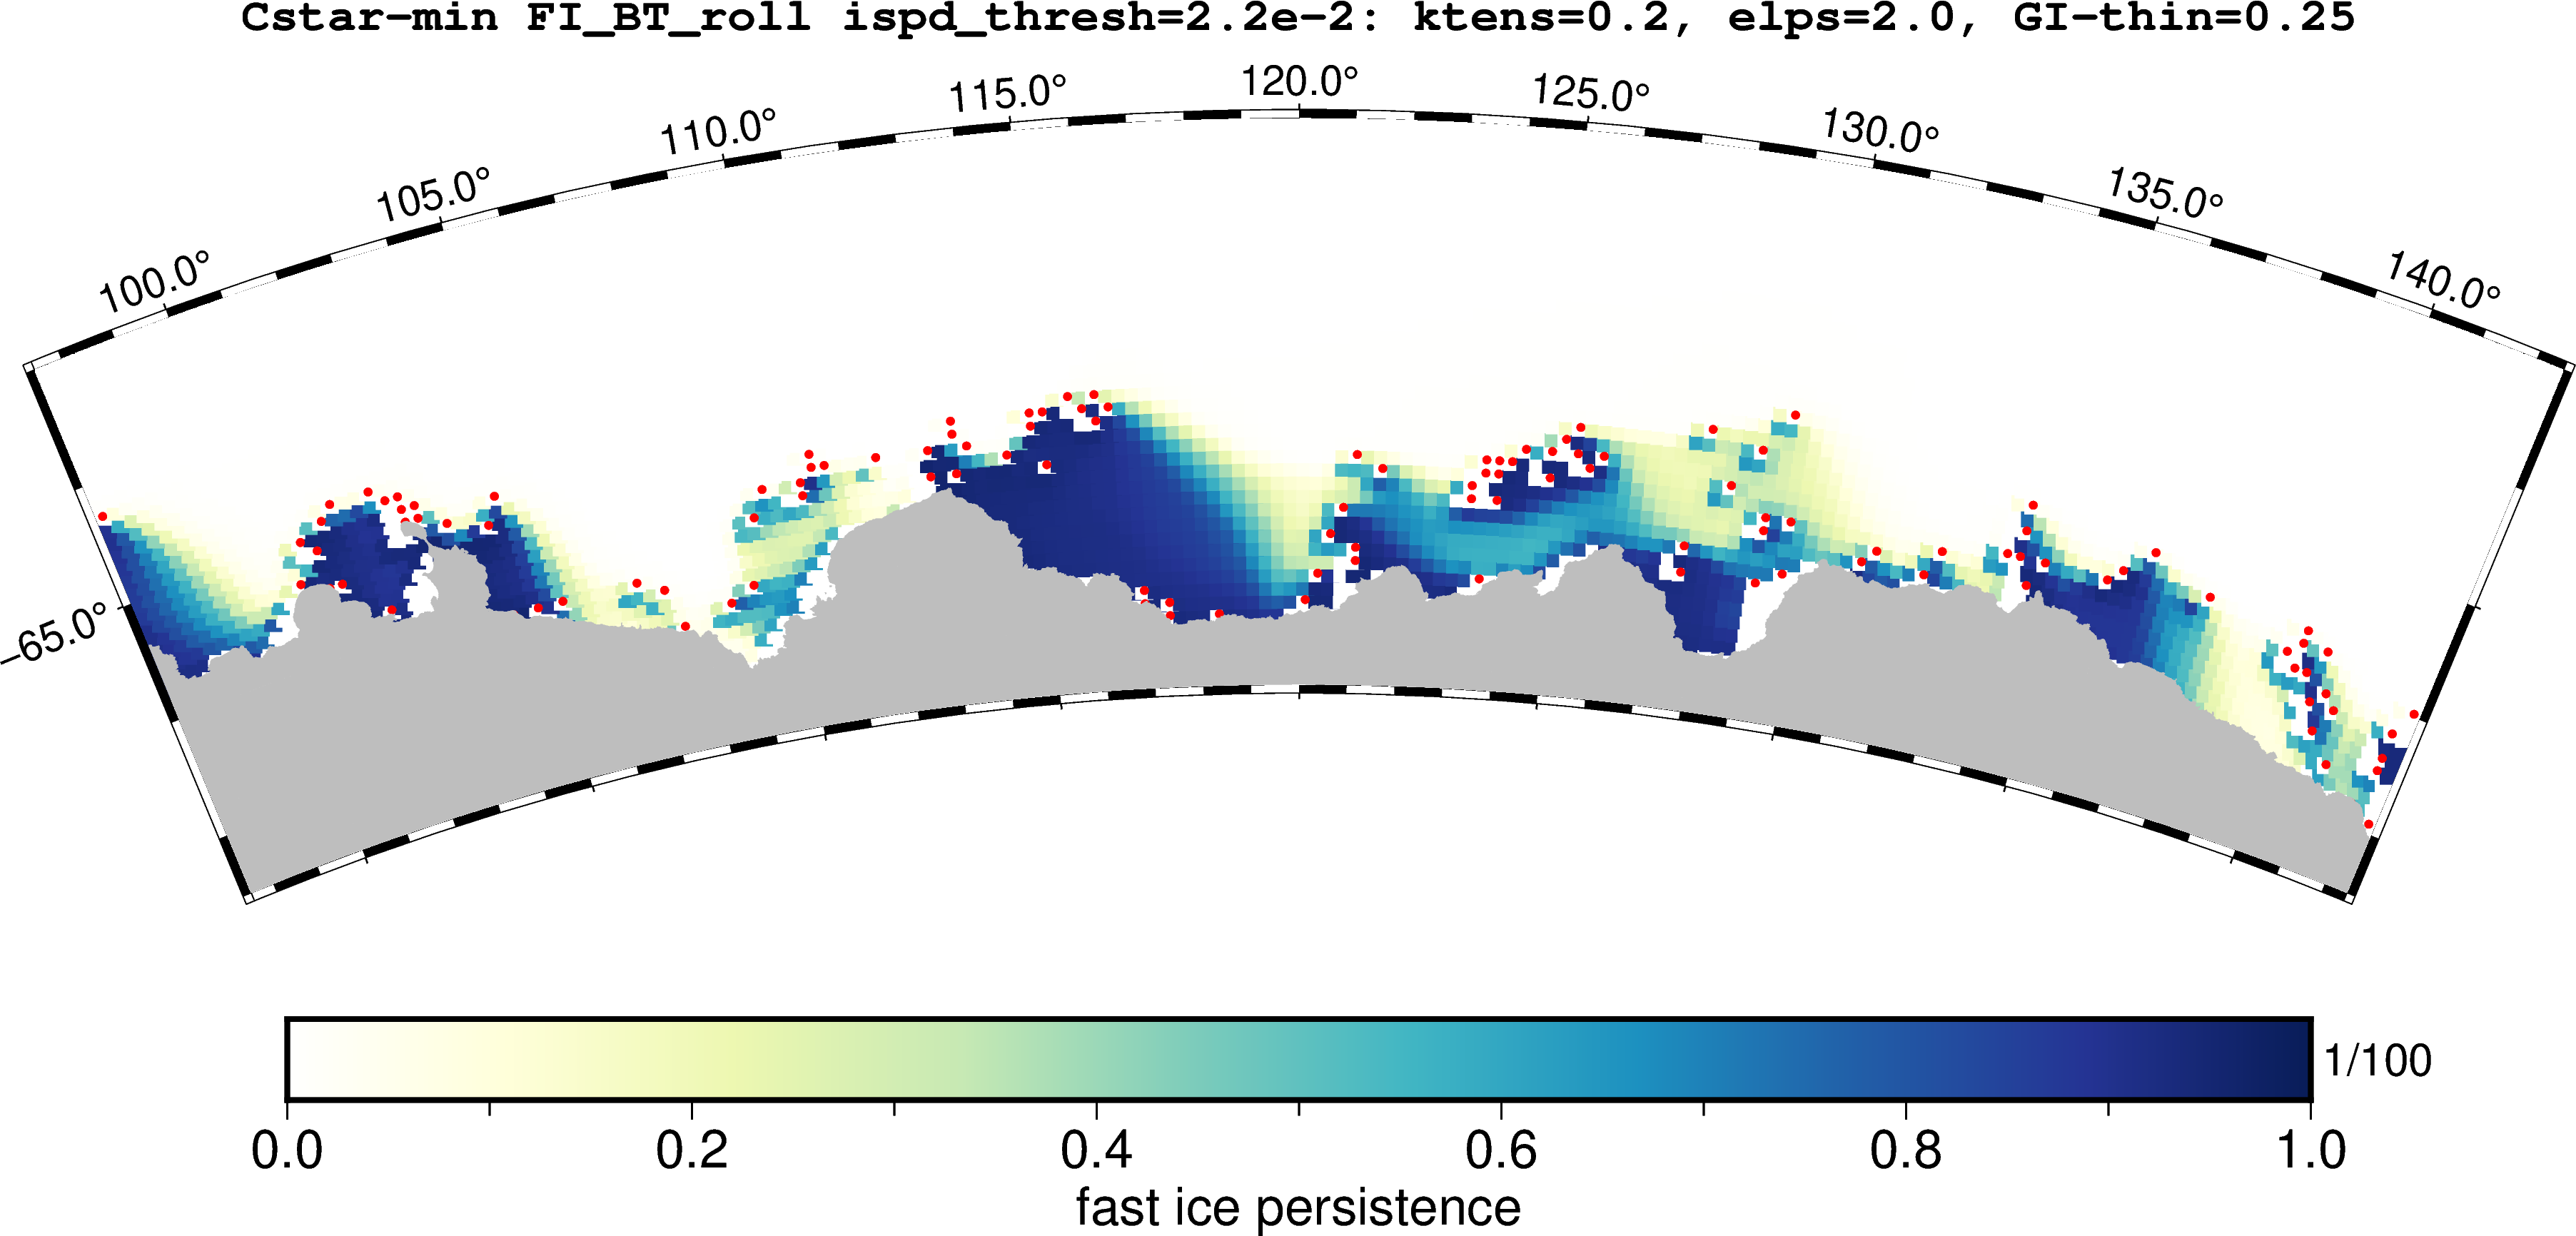 Cstar-min FI_BT_roll ispd_thresh=2.2e-2: ktens=0.2, elps=2.0, GI-thin=0.25
100.0° 105.0° 110.0° 115.0° 120.0° 125.0° 130.0° 135.0° 140.0°
-65.0°
1/100
0.0 0.2 0.4 0.6 0.8 1.0
fast ice persistence